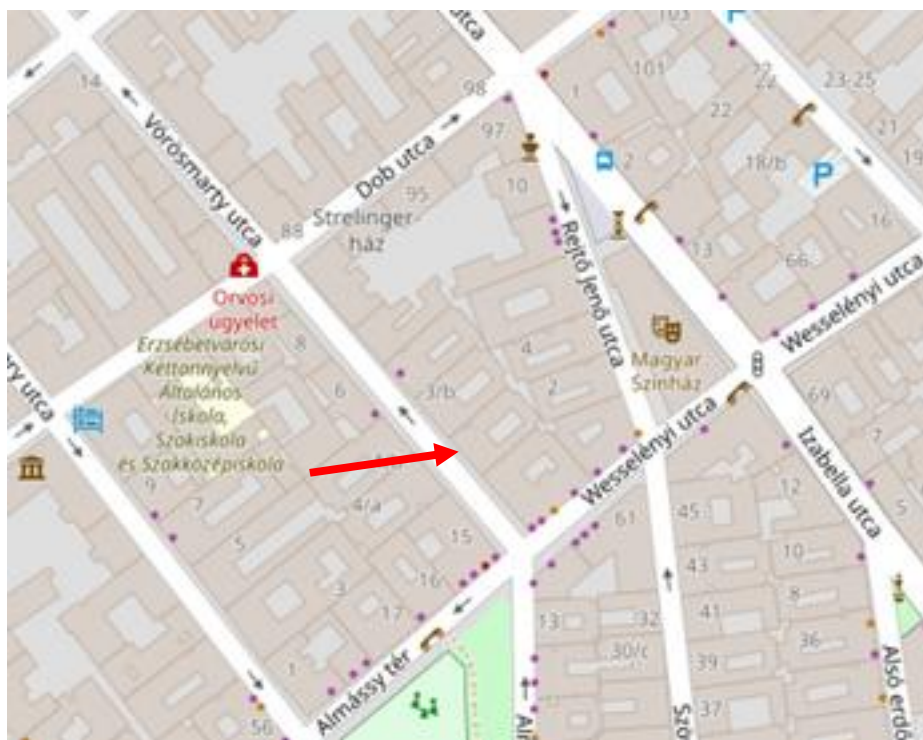 utca
103
14
98
101
1
22
22
23-25
21
Vörösmarty utca
Dob utca
97
2
18/b
P
10
95
16
88
Strelinger-
ház
Rejtő Jenő utca
13
66
Orvosi
ügyelet
Wesselényi utca
Erzsébetvárosi
Kéttannyelvű
Általános
Iskola,
Szakiskola
és Szakközépiskola
8
6
3/b
4
2
Magyar
Színház
69
7
Wesselényi utca
Izabella utca
9
7
5
4/a
15
61
45
12
5
3
16
17
43
10
8
13
32
41
30/c
39
36
1
Almássy tér
56
37
Alsó erdő